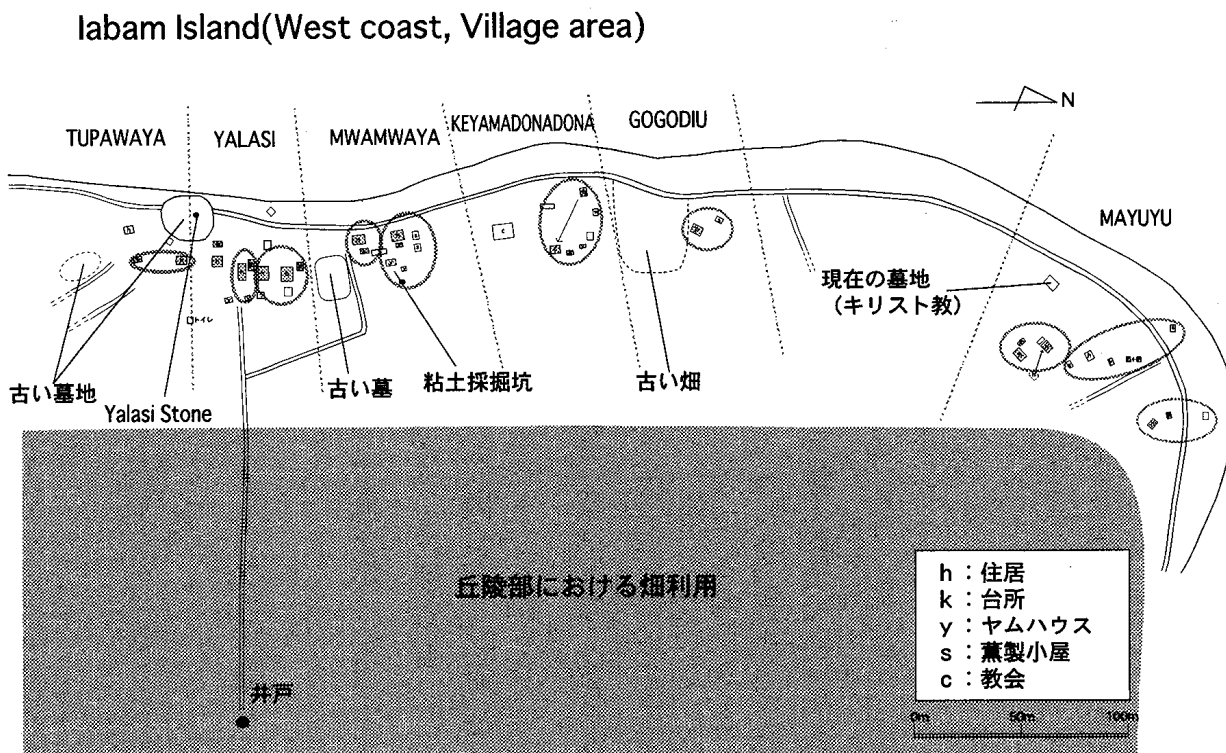 Iabam Island(West coast, Village area)
N
TUPAWAYA
YALASI
MWAMWAYA
KEYAMADONADONA
GOGODIU
MAYUYU
現在の墓地
(キリスト教)
トイレ
古い墓地
Yalasi Stone
古い墓
粘土採掘坑
古い畑
c
丘陵部における畑利用
井戸
h:住居
k:台所
y:ヤムハウス
s:薫製小屋
c:教会
0m 50m 100m